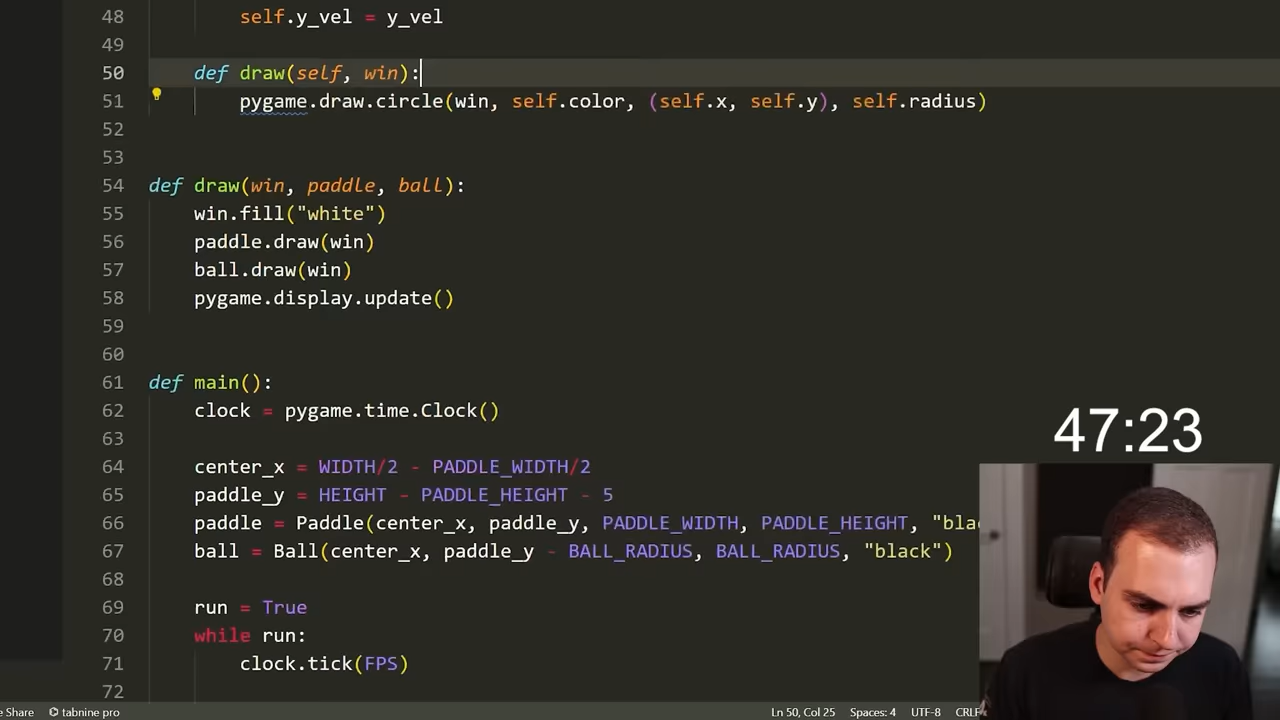 48 self.y_vel = y_vel
49
50 def draw(self, win):
51 pygame.draw.circle(win, self.color, (self.x, self.y), self.radius)
52
53
54 def draw(win, paddle, ball):
55 win.fill("white")
56 paddle.draw(win)
57 ball.draw(win)
58 pygame.display.update()
59
60
61 def main():
62 clock = pygame.time.Clock()
63
64 center_x = WIDTH/2 - PADDLE_WIDTH/2
65 paddle_y = HEIGHT - PADDLE_HEIGHT - 5
66 paddle = Paddle(center_x, paddle_y, PADDLE_WIDTH, PADDLE_HEIGHT, "blac
67 ball = Ball(center_x, paddle_y - BALL_RADIUS, BALL_RADIUS, "black")
68
69 run = True
70 while run:
71 clock.tick(FPS)
72
47:23
e Share tabnine pro Ln 50, Col 25 Spaces: 4 UTF-8 CRLF